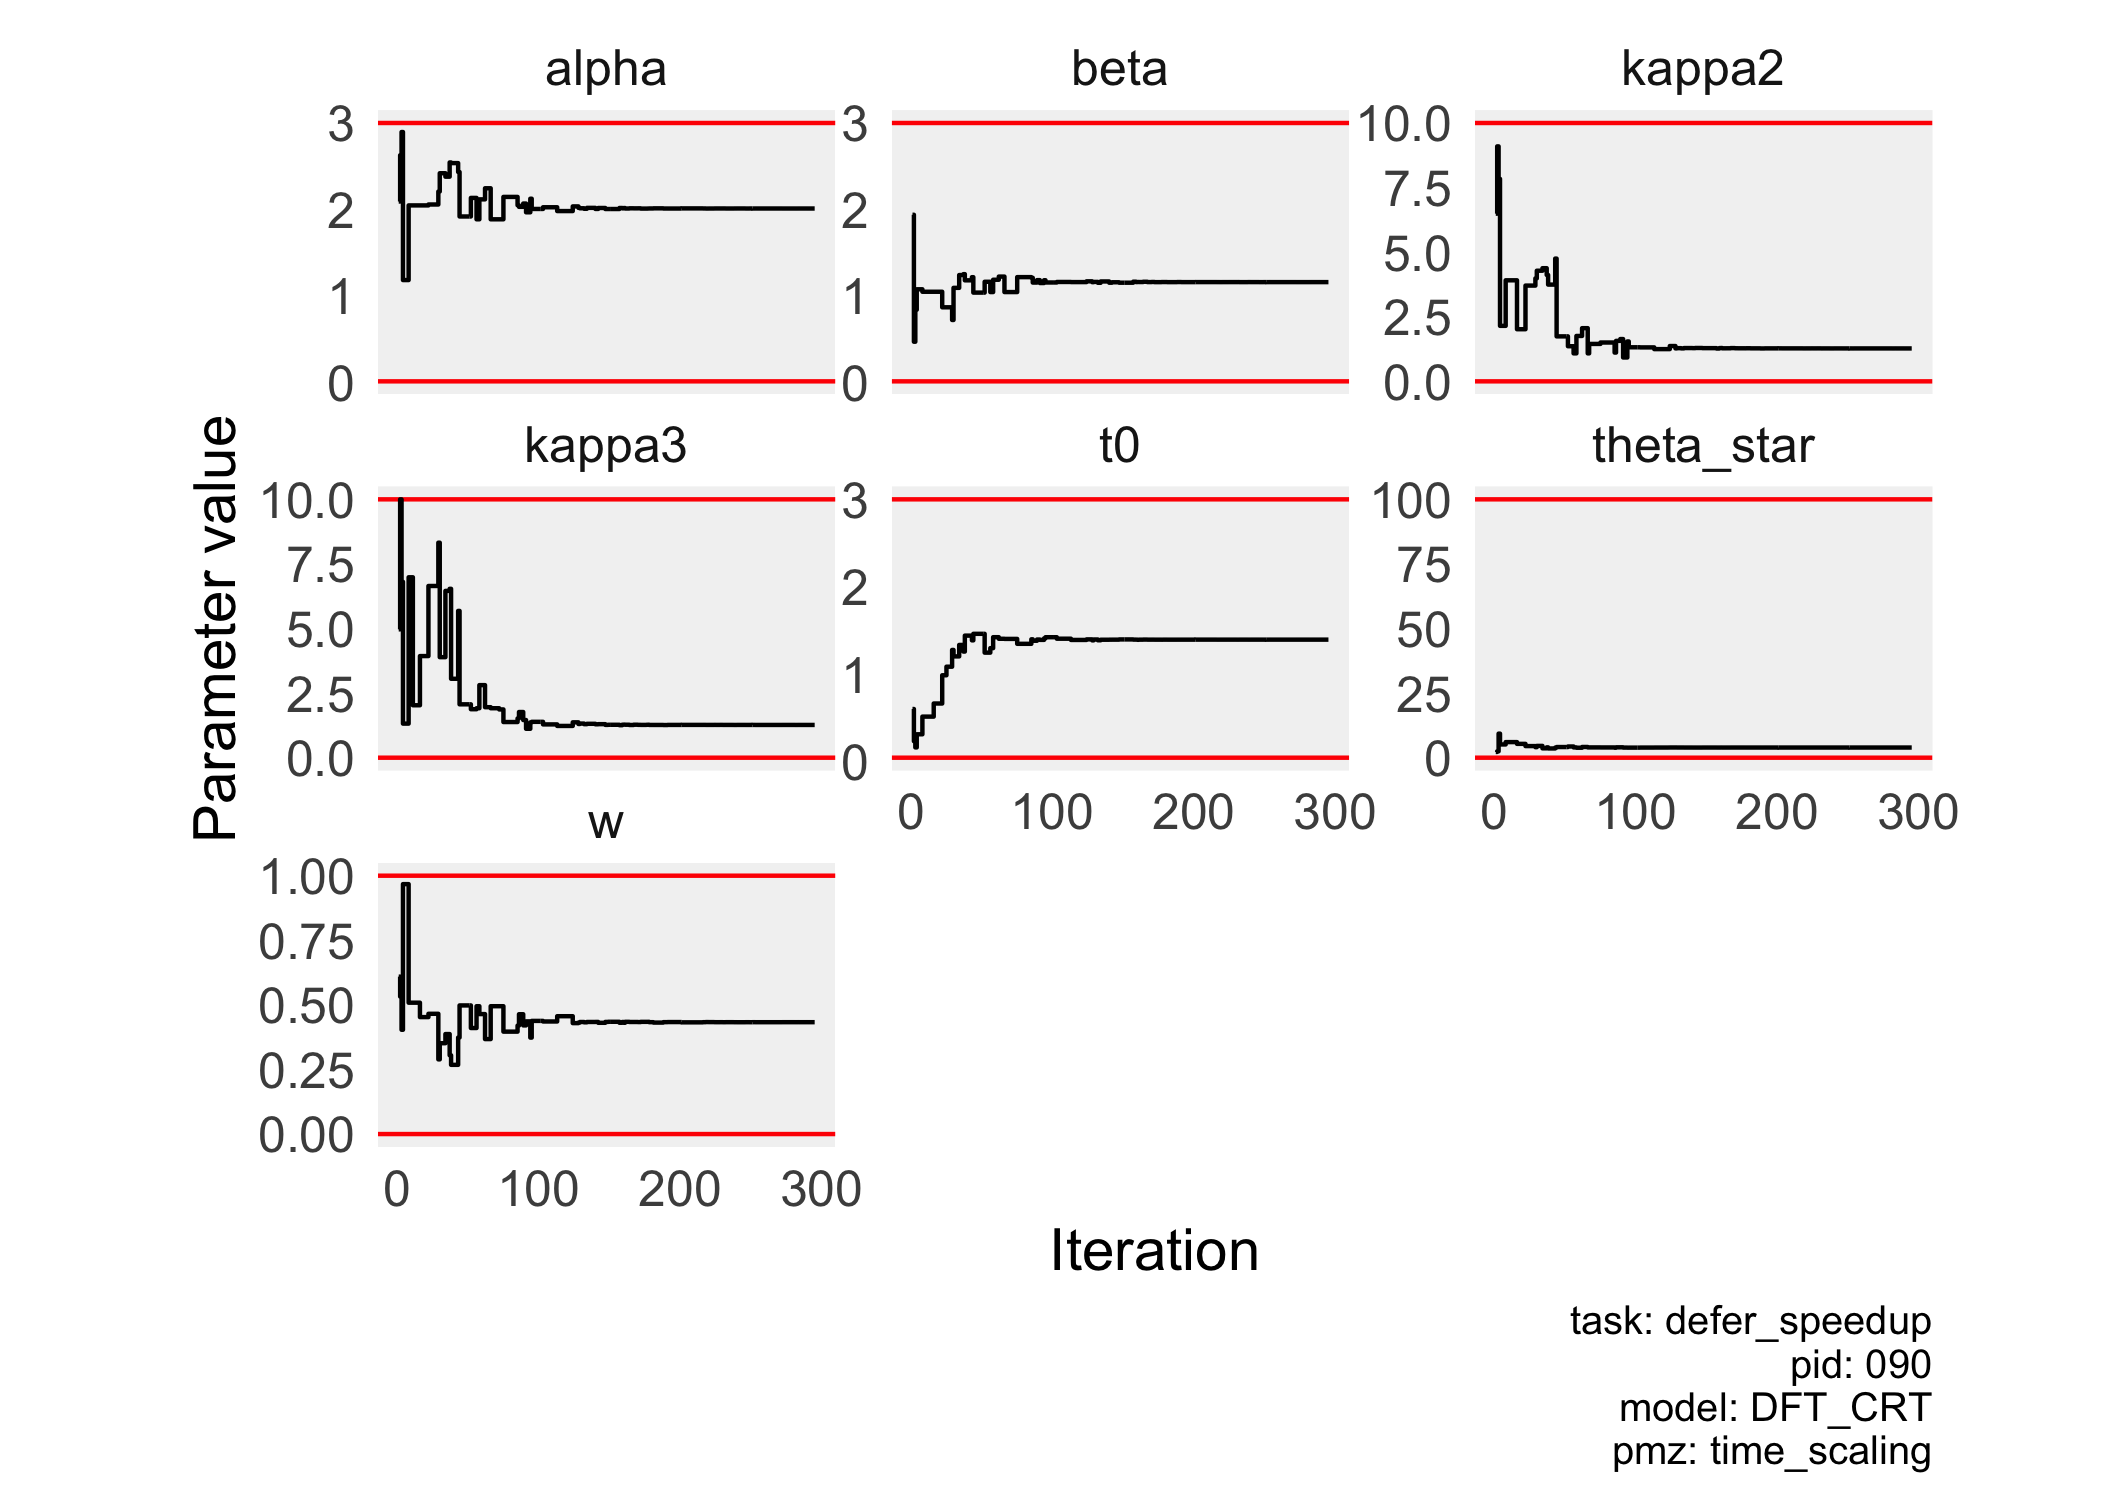 alpha
beta
kappa2
3
2
1
0
3
2
1
0
10.0
7.5
5.0
2.5
0.0
kappa3
t0
theta_star
10.0
7.5
5.0
2.5
0.0
3
2
1
0
100
75
50
25
0
0 100 200 300
0 100 200 300
w
1.00
0.75
0.50
0.25
0.00
0 100 200 300
Parameter value
Iteration
task: defer_speedup
pid: 090
model: DFT_CRT
pmz: time_scaling